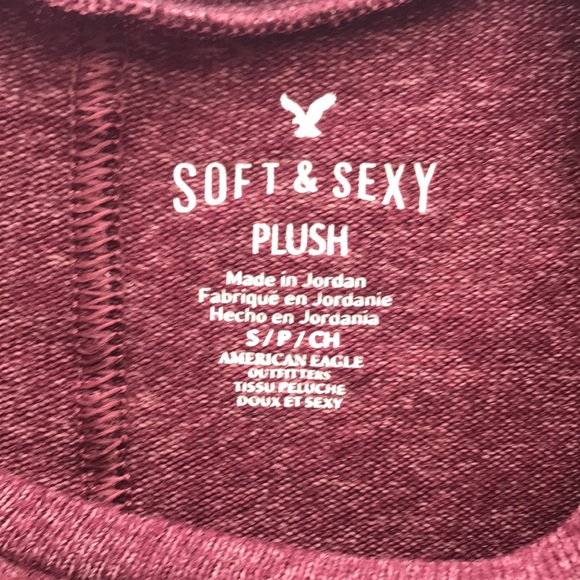 SOFT & SEXY
PLUSH
Made in Jordan
Fabriqué en Jordanie
Hecho en Jordania
S / P / CH
AMERICAN EAGLE
OUTFITTERS
TISSU PELUCHE
DOUX ET SEXY